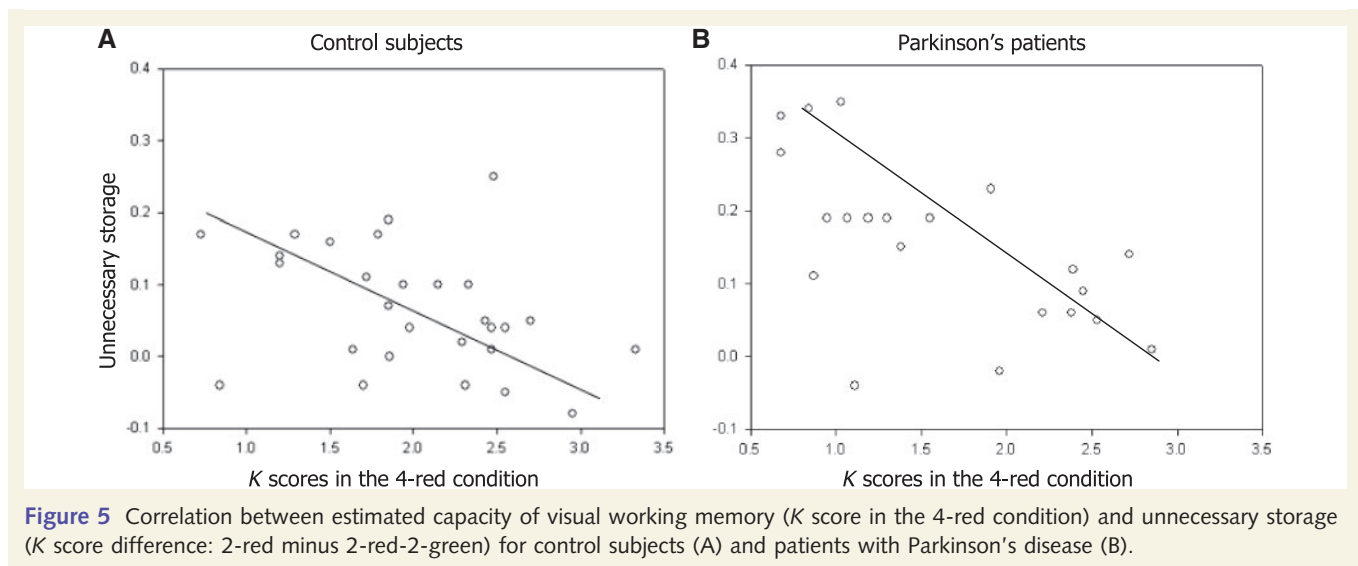 A Control subjects
0.4
0.3
0.2
0.1
0.0
-0.1
Unnecessary storage
0.5 1.0 1.5 2.0 2.5 3.0 3.5
K scores in the 4-red condition
B Parkinson's patients
0.4
0.3
0.2
0.1
0.0
-0.1
0.5 1.0 1.5 2.0 2.5 3.0 3.5
K scores in the 4-red condition
Figure 5 Correlation between estimated capacity of visual working memory (K score in the 4-red condition) and unnecessary storage
(K score difference: 2-red minus 2-red-2-green) for control subjects (A) and patients with Parkinson's disease (B).